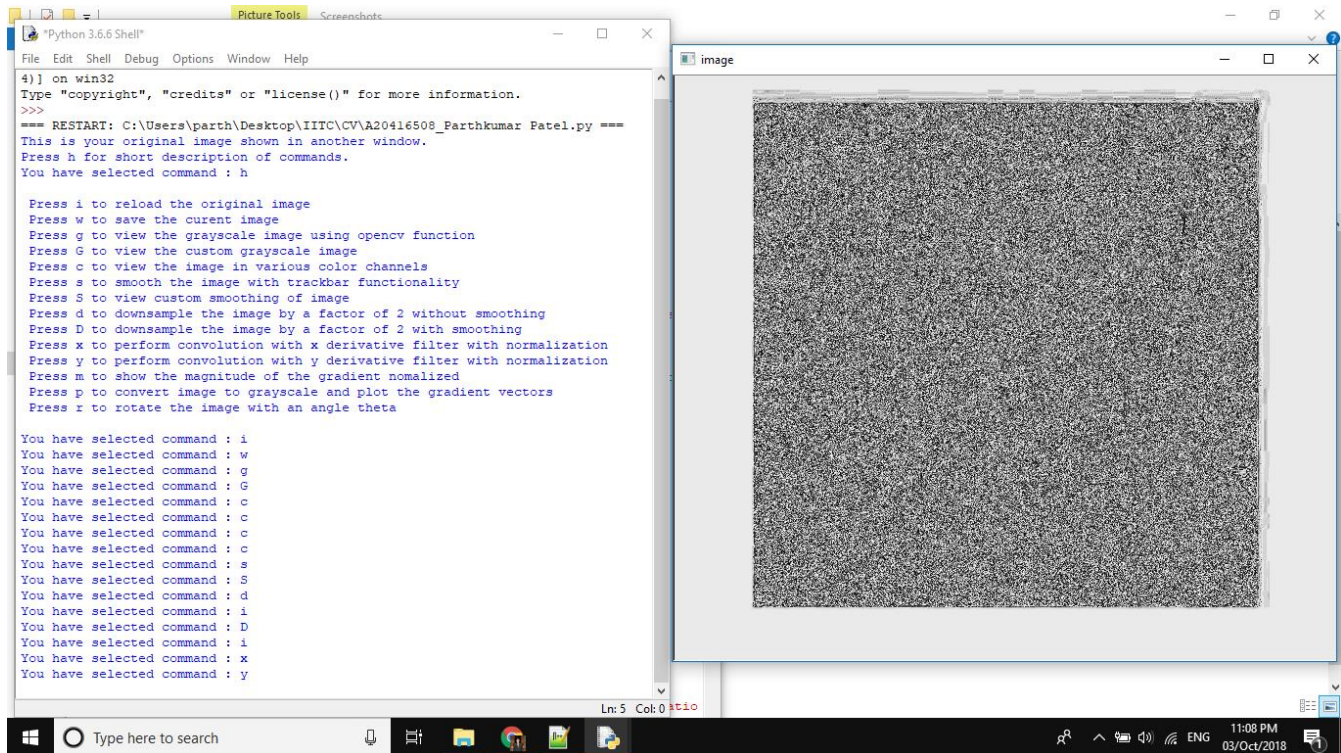 Picture Tools Screenshots
*Python 3.6.6 Shell*
File Edit Shell Debug Options Window Help
4)] on win32
Type "copyright", "credits" or "license()" for more information.
>>>
=== RESTART: C:\Users\parth\Desktop\IITC\CV\A20416508_Parthkumar Patel.py ===
This is your original image shown in another window.
Press h for short description of commands.
You have selected command : h
Press i to reload the original image
Press w to save the curent image
Press g to view the grayscale image using opencv function
Press G to view the custom grayscale image
Press c to view the image in various color channels
Press s to smooth the image with trackbar functionality
Press S to view custom smoothing of image
Press d to downsample the image by a factor of 2 without smoothing
Press D to downsample the image by a factor of 2 with smoothing
Press x to perform convolution with x derivative filter with normalization
Press y to perform convolution with y derivative filter with normalization
Press m to show the magnitude of the gradient nomalized
Press p to convert image to grayscale and plot the gradient vectors
Press r to rotate the image with an angle theta
You have selected command : i
You have selected command : w
You have selected command : g
You have selected command : G
You have selected command : c
You have selected command : c
You have selected command : c
You have selected command : c
You have selected command : s
You have selected command : S
You have selected command : d
You have selected command : i
You have selected command : D
You have selected command : i
You have selected command : x
You have selected command : y
Ln: 5 Col: 0
atio
image
Type here to search
ENG
11:08 PM
03/Oct/2018